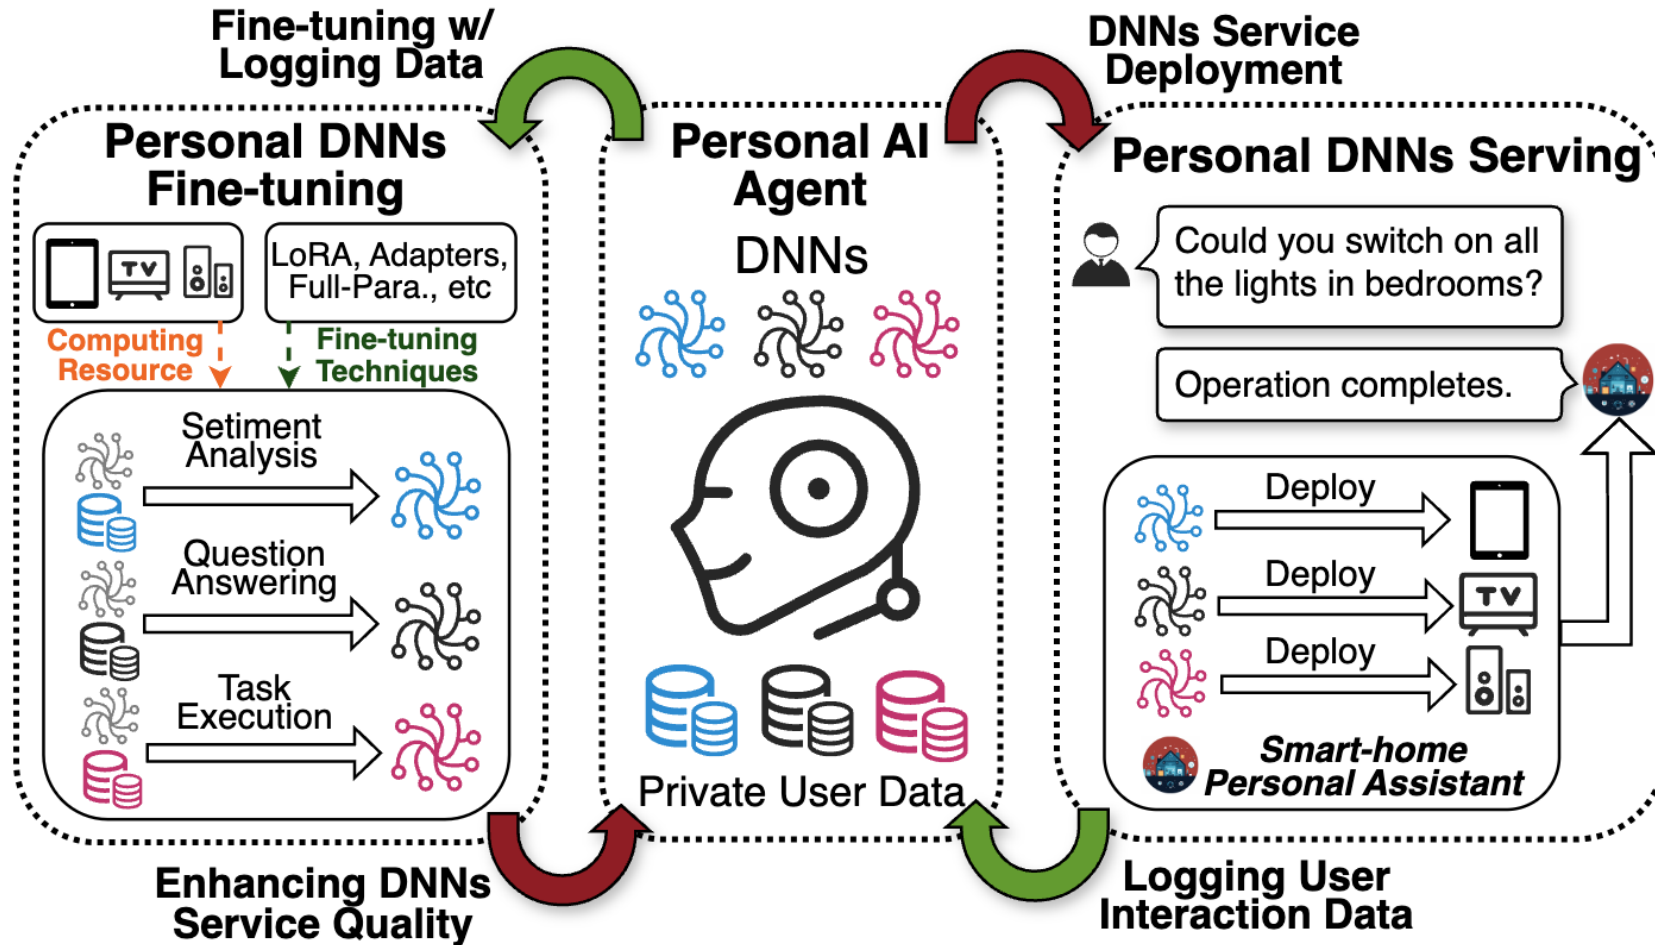 Fine-tuning w/
Logging Data
DNNs Service
Deployment
Personal DNNs
Fine-tuning
LoRA, Adapters,
Full-Para., etc
TV
Computing
Resource
Fine-tuning
Techniques
Setiment
Analysis
Question
Answering
Task
Execution
Enhancing DNNs
Service Quality
Personal AI
Agent
DNNs
Private User Data
Personal DNNs Serving
Could you switch on all
the lights in bedrooms?
Operation completes.
Deploy
Deploy
TV
Deploy
Smart-home
Personal Assistant
Logging User
Interaction Data